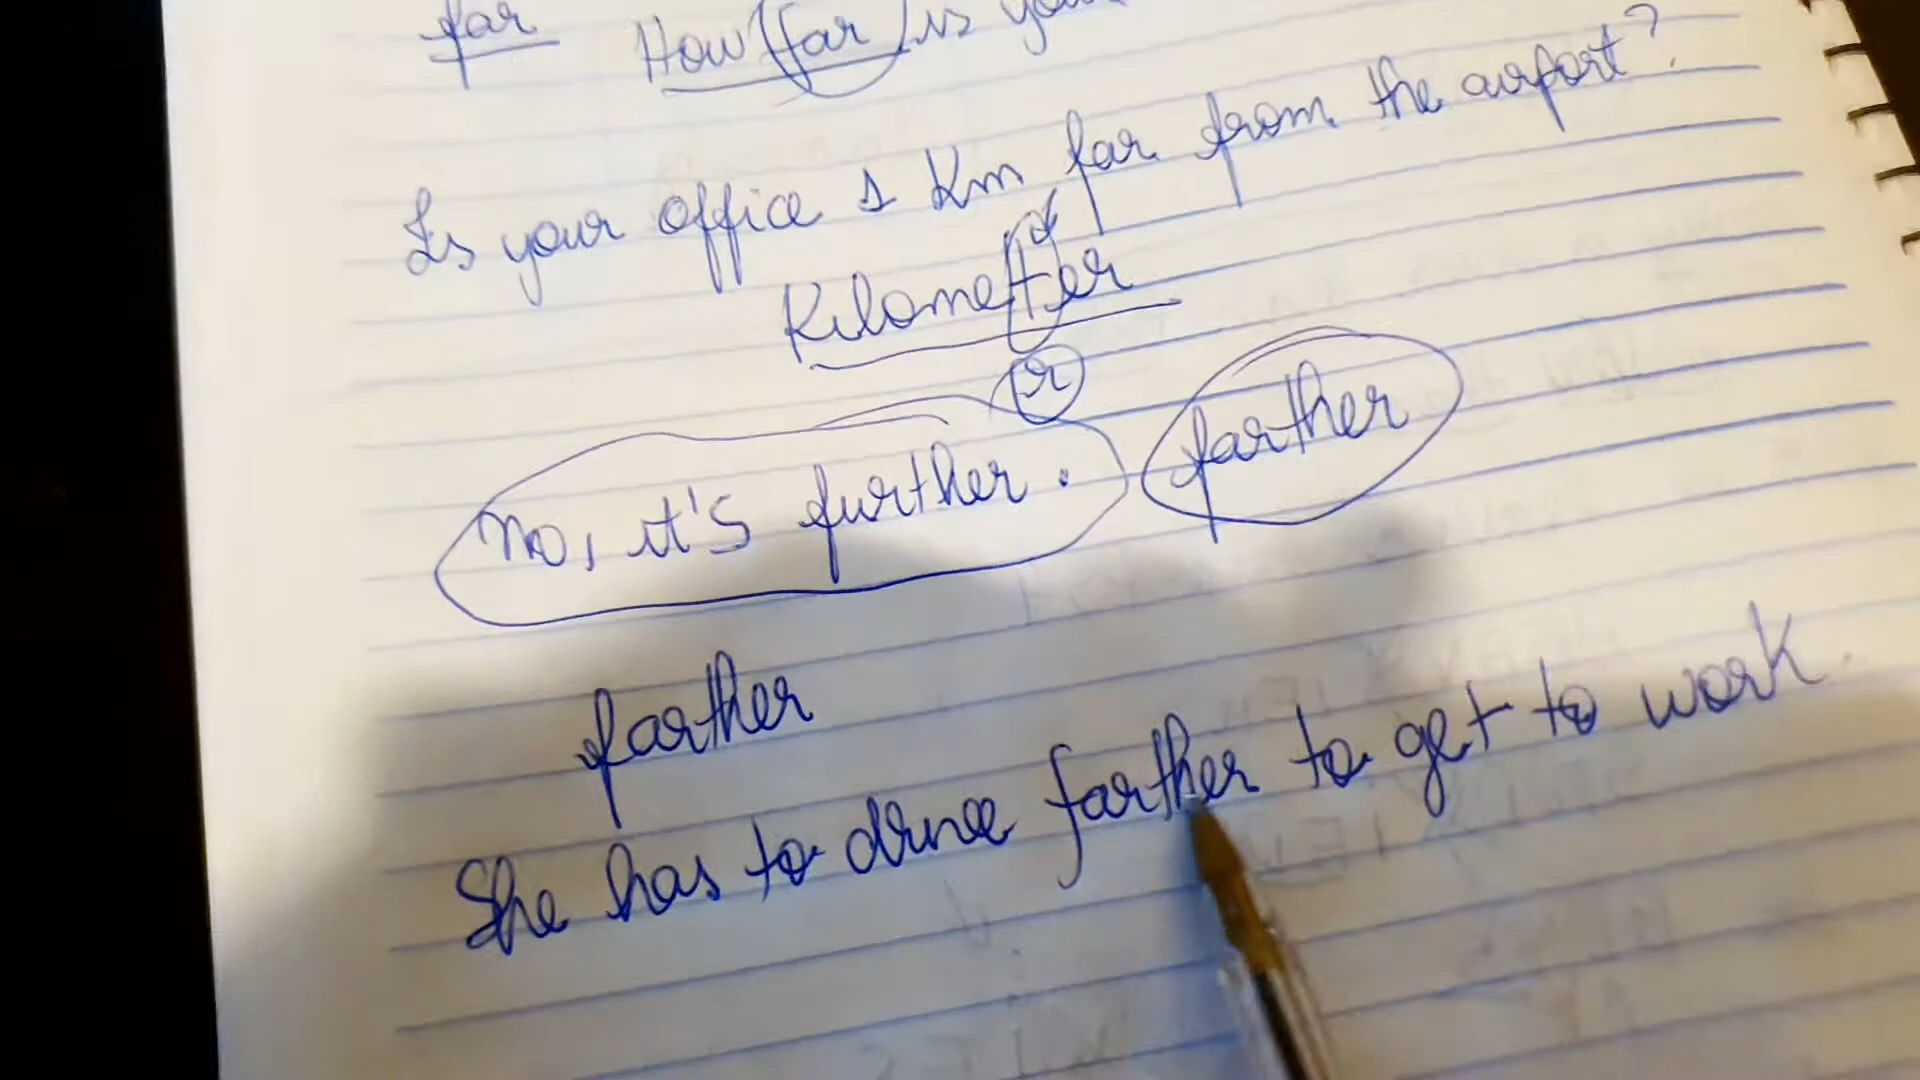 far How far is your
Is your office 1 Km far from the airport?
Kilometter
or
No, it's further. farther
farther
She has to drive farther to get to work.